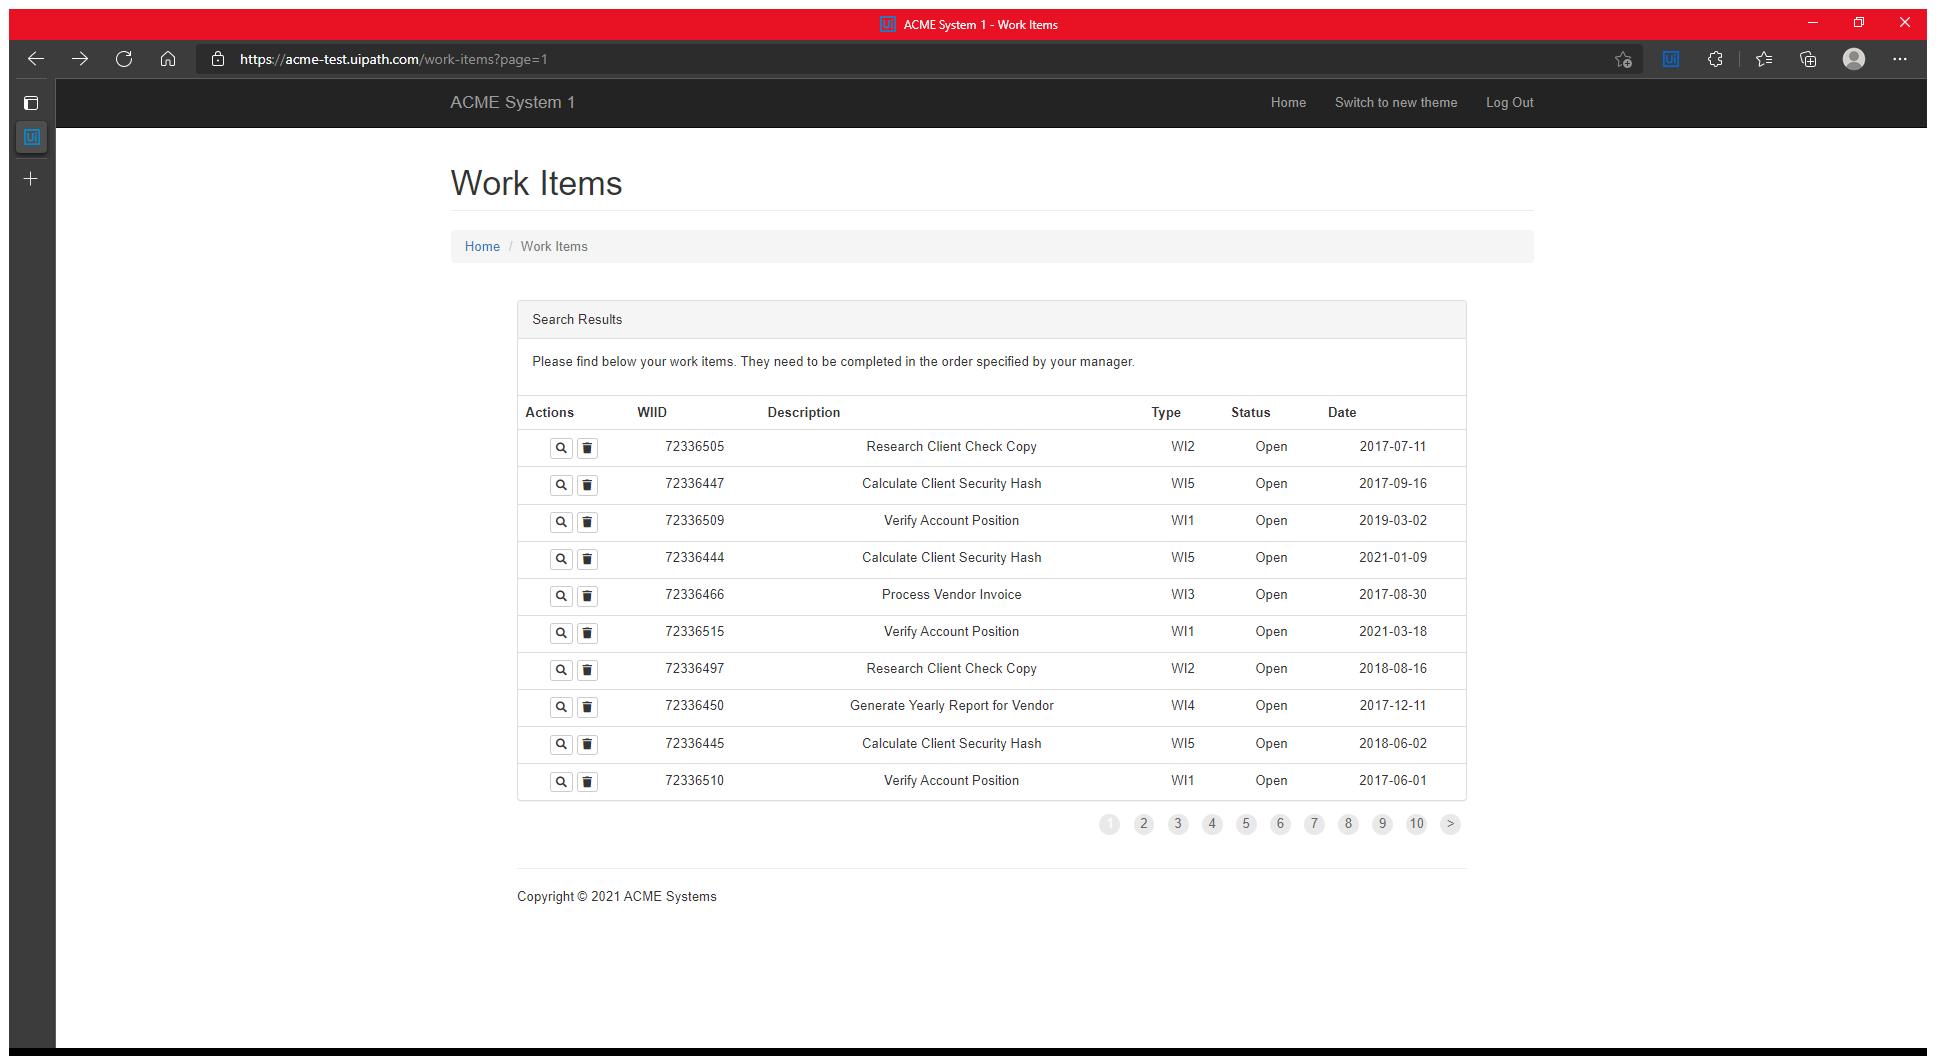 ACME System 1 - Work Items
https://acme-test.uipath.com/work-items?page=1
ACME System 1 Home Switch to new theme Log Out
Work Items
Home / Work Items
Search Results
Please find below your work items. They need to be completed in the order specified by your manager.
Actions WIID Description Type Status Date
72336505 Research Client Check Copy WI2 Open 2017-07-11
72336447 Calculate Client Security Hash WI5 Open 2017-09-16
72336509 Verify Account Position WI1 Open 2019-03-02
72336444 Calculate Client Security Hash WI5 Open 2021-01-09
72336466 Process Vendor Invoice WI3 Open 2017-08-30
72336515 Verify Account Position WI1 Open 2021-03-18
72336497 Research Client Check Copy WI2 Open 2018-08-16
72336450 Generate Yearly Report for Vendor WI4 Open 2017-12-11
72336445 Calculate Client Security Hash WI5 Open 2018-06-02
72336510 Verify Account Position WI1 Open 2017-06-01
1 2 3 4 5 6 7 8 9 10 >
Copyright © 2021 ACME Systems